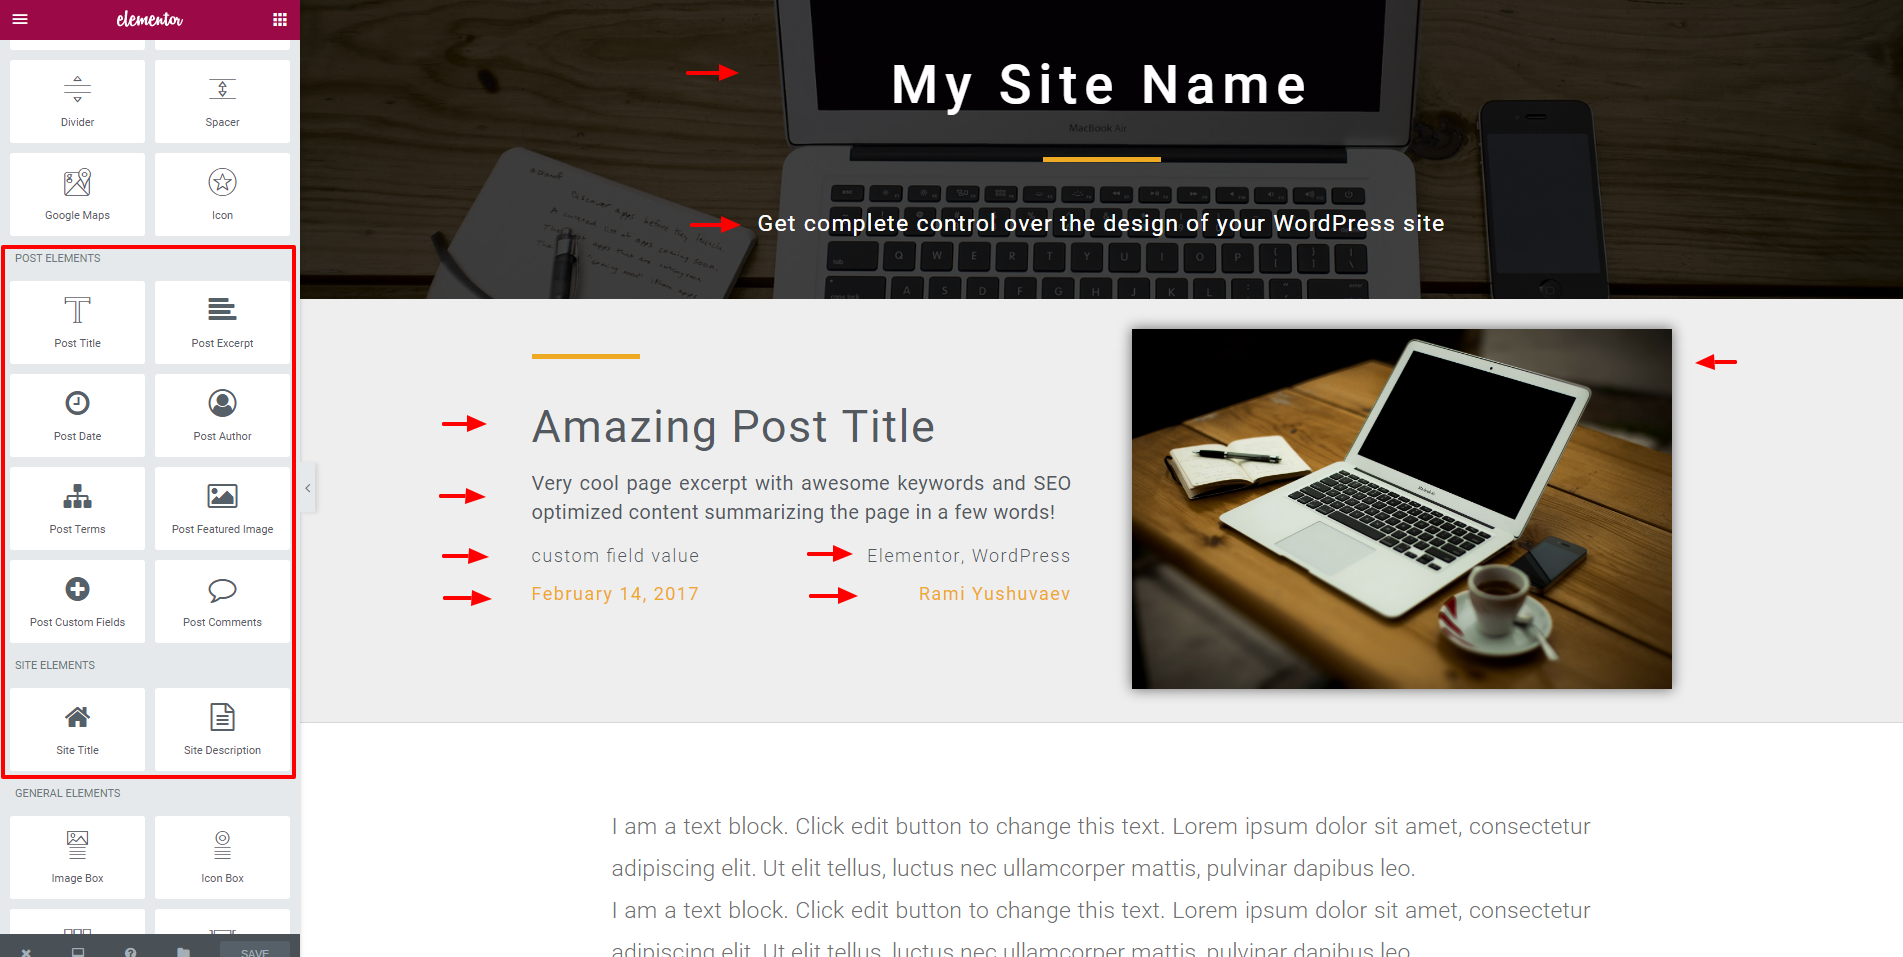 elementor
Divider
Spacer
Google Maps
Icon
POST ELEMENTS
Post Title
Post Excerpt
Post Date
Post Author
Post Terms
Post Featured Image
Post Custom Fields
Post Comments
SITE ELEMENTS
Site Title
Site Description
GENERAL ELEMENTS
Image Box
Icon Box
SAVE
My Site Name
MacBook Air
Get complete control over the design of your WordPress site
tab
Q W E R T Y U I O P
A S D F G H J K L
Amazing Post Title
Very cool page excerpt with awesome keywords and SEO
optimized content summarizing the page in a few words!
custom field value
Elementor, WordPress
February 14, 2017
Rami Yushuvaev
I am a text block. Click edit button to change this text. Lorem ipsum dolor sit amet, consectetur
adipiscing elit. Ut elit tellus, luctus nec ullamcorper mattis, pulvinar dapibus leo.
I am a text block. Click edit button to change this text. Lorem ipsum dolor sit amet, consectetur
adipiscing elit. Ut elit tellus, luctus nec ullamcorper mattis, pulvinar dapibus leo.